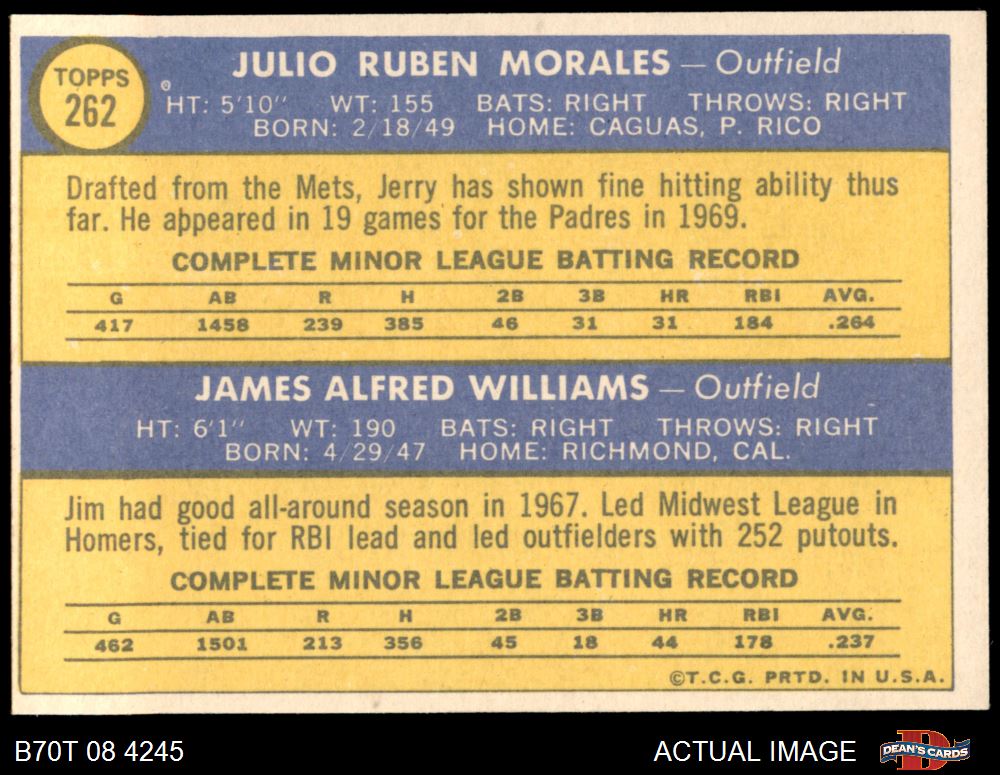 TOPPS
262
JULIO RUBEN MORALES — Outfield
HT: 5'10" WT: 155 BATS: RIGHT THROWS: RIGHT
BORN: 2/18/49 HOME: CAGUAS, P. RICO
Drafted from the Mets, Jerry has shown fine hitting ability thus
far. He appeared in 19 games for the Padres in 1969.
COMPLETE MINOR LEAGUE BATTING RECORD
G AB R H 2B 3B HR RBI AVG.
417 1458 239 385 46 31 31 184 .264
JAMES ALFRED WILLIAMS — Outfield
HT: 6'1" WT: 190 BATS: RIGHT THROWS: RIGHT
BORN: 4/29/47 HOME: RICHMOND, CAL.
Jim had good all-around season in 1967. Led Midwest League in
Homers, tied for RBI lead and led outfielders with 252 putouts.
COMPLETE MINOR LEAGUE BATTING RECORD
G AB R H 2B 3B HR RBI AVG.
462 1501 213 356 45 18 44 178 .237
©T.C.G. PRTD. IN U.S.A.
B70T 08 4245 ACTUAL IMAGE D DEAN'S CARDS